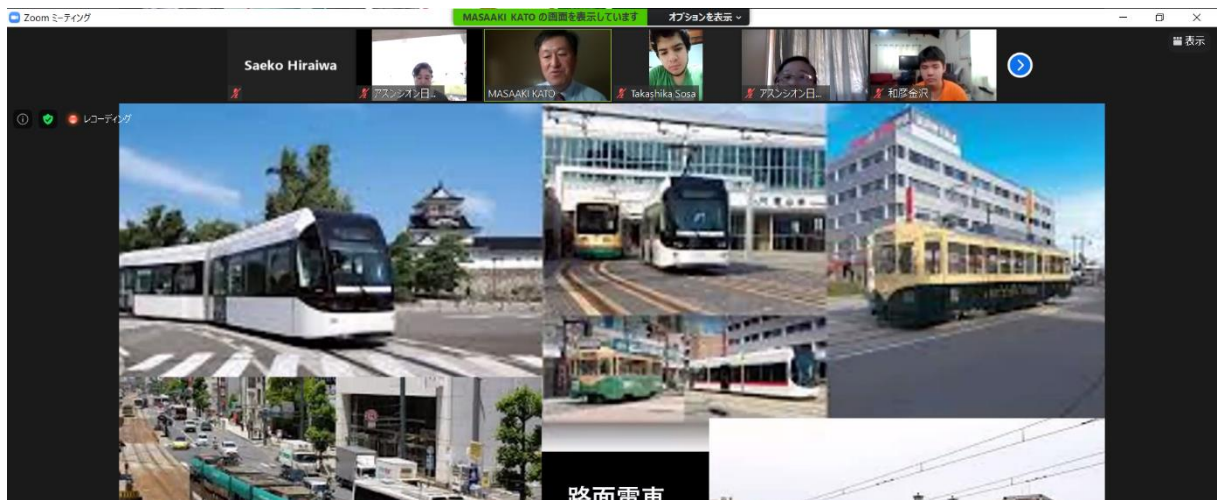 Zoom ミーティング
MASAAKI KATO の画面を表示しています
オプションを表示
表示
Saeko Hiraiwa
アスンシオン日...
MASAAKI KATO
Takashika Sosa
アスンシオン日...
和彦金沢
レコーディング
路面電車